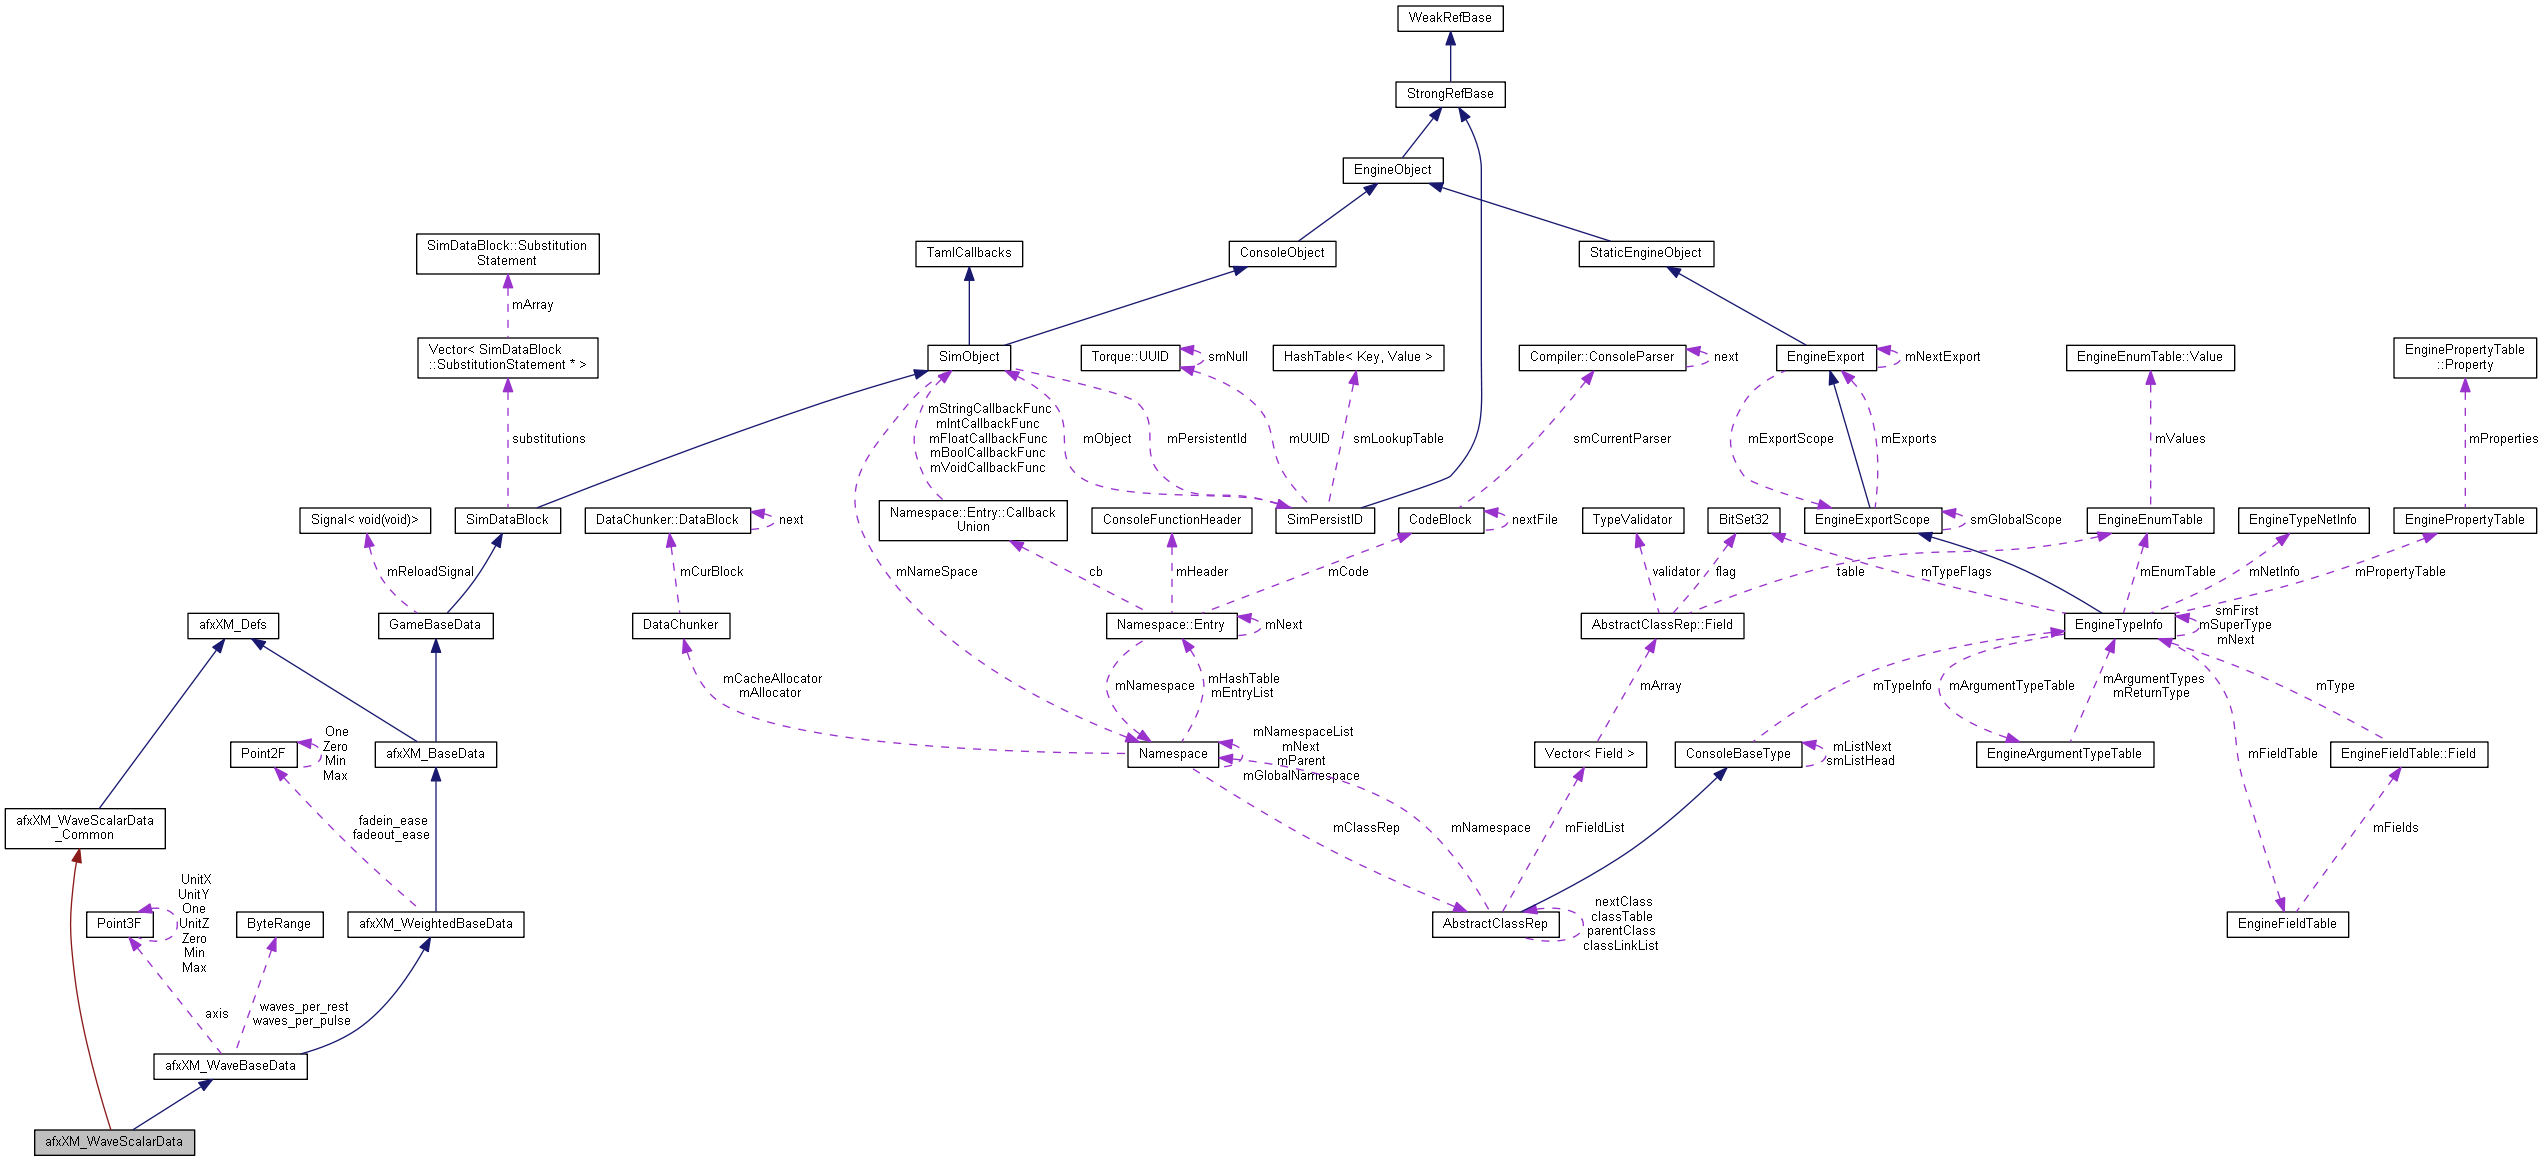 WeakRefBase
StrongRefBase
EngineObject
SimDataBlock::Substitution
Statement
TamlCallbacks
ConsoleObject
StaticEngineObject
mArray
Vector< SimDataBlock
::SubstitutionStatement * >
SimObject
Torque::UUID
smNull
HashTable< Key, Value >
Compiler::ConsoleParser
next
EngineExport
mNextExport
EngineEnumTable::Value
EnginePropertyTable
::Property
substitutions
mStringCallbackFunc
mIntCallbackFunc
mFloatCallbackFunc
mBoolCallbackFunc
mVoidCallbackFunc
mObject
mPersistentId
mUUID
smLookupTable
smCurrentParser
mExportScope
mExports
mValues
mProperties
Signal< void(void)>
SimDataBlock
DataChunker::DataBlock
next
Namespace::Entry::Callback
Union
ConsoleFunctionHeader
SimPersistID
CodeBlock
nextFile
TypeValidator
BitSet32
EngineExportScope
smGlobalScope
EngineEnumTable
EngineTypeNetInfo
EnginePropertyTable
mReloadSignal
mCurBlock
mNameSpace
cb
mHeader
mCode
validator
flag
table
mTypeFlags
mEnumTable
mNetInfo
mPropertyTable
afxXM_Defs
GameBaseData
DataChunker
Namespace::Entry
mNext
AbstractClassRep::Field
EngineTypeInfo
smFirst
mSuperType
mNext
mCacheAllocator
mAllocator
mNamespace
mHashTable
mEntryList
mArray
mTypeInfo
mArgumentTypeTable
mArgumentTypes
mReturnType
mType
Point2F
One
Zero
Min
Max
afxXM_BaseData
Namespace
mNamespaceList
mNext
mParent
mGlobalNamespace
Vector< Field >
ConsoleBaseType
mListNext
smListHead
EngineArgumentTypeTable
mFieldTable
EngineFieldTable::Field
afxXM_WaveScalarData
_Common
fadein_ease
fadeout_ease
mClassRep
mNamespace
mFieldList
mFields
Point3F
UnitX
UnitY
One
UnitZ
Zero
Min
Max
ByteRange
afxXM_WeightedBaseData
AbstractClassRep
nextClass
classTable
parentClass
classLinkList
EngineFieldTable
axis
waves_per_rest
waves_per_pulse
afxXM_WaveBaseData
afxXM_WaveScalarData